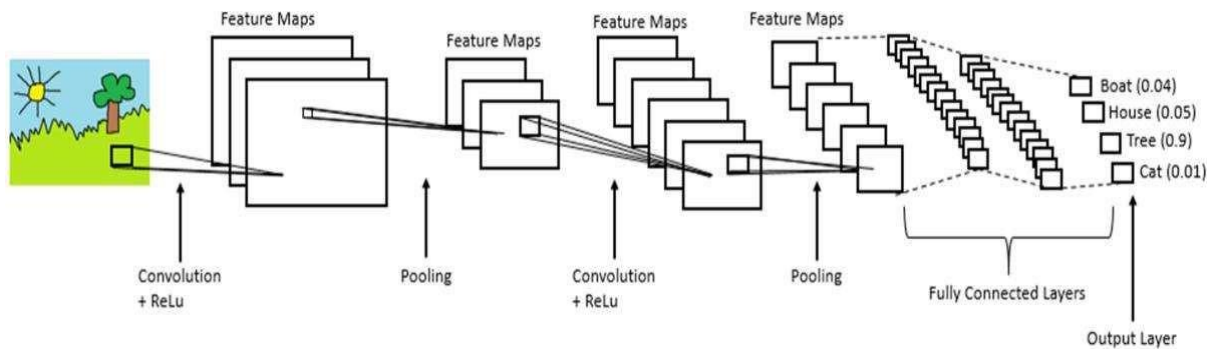 Feature Maps
Feature Maps
Feature Maps
Feature Maps
Boat (0.04)
House (0.05)
Tree (0.9)
Cat (0.01)
Convolution
+ ReLu
Pooling
Convolution
+ ReLu
Pooling
Fully Connected Layers
Output Layer